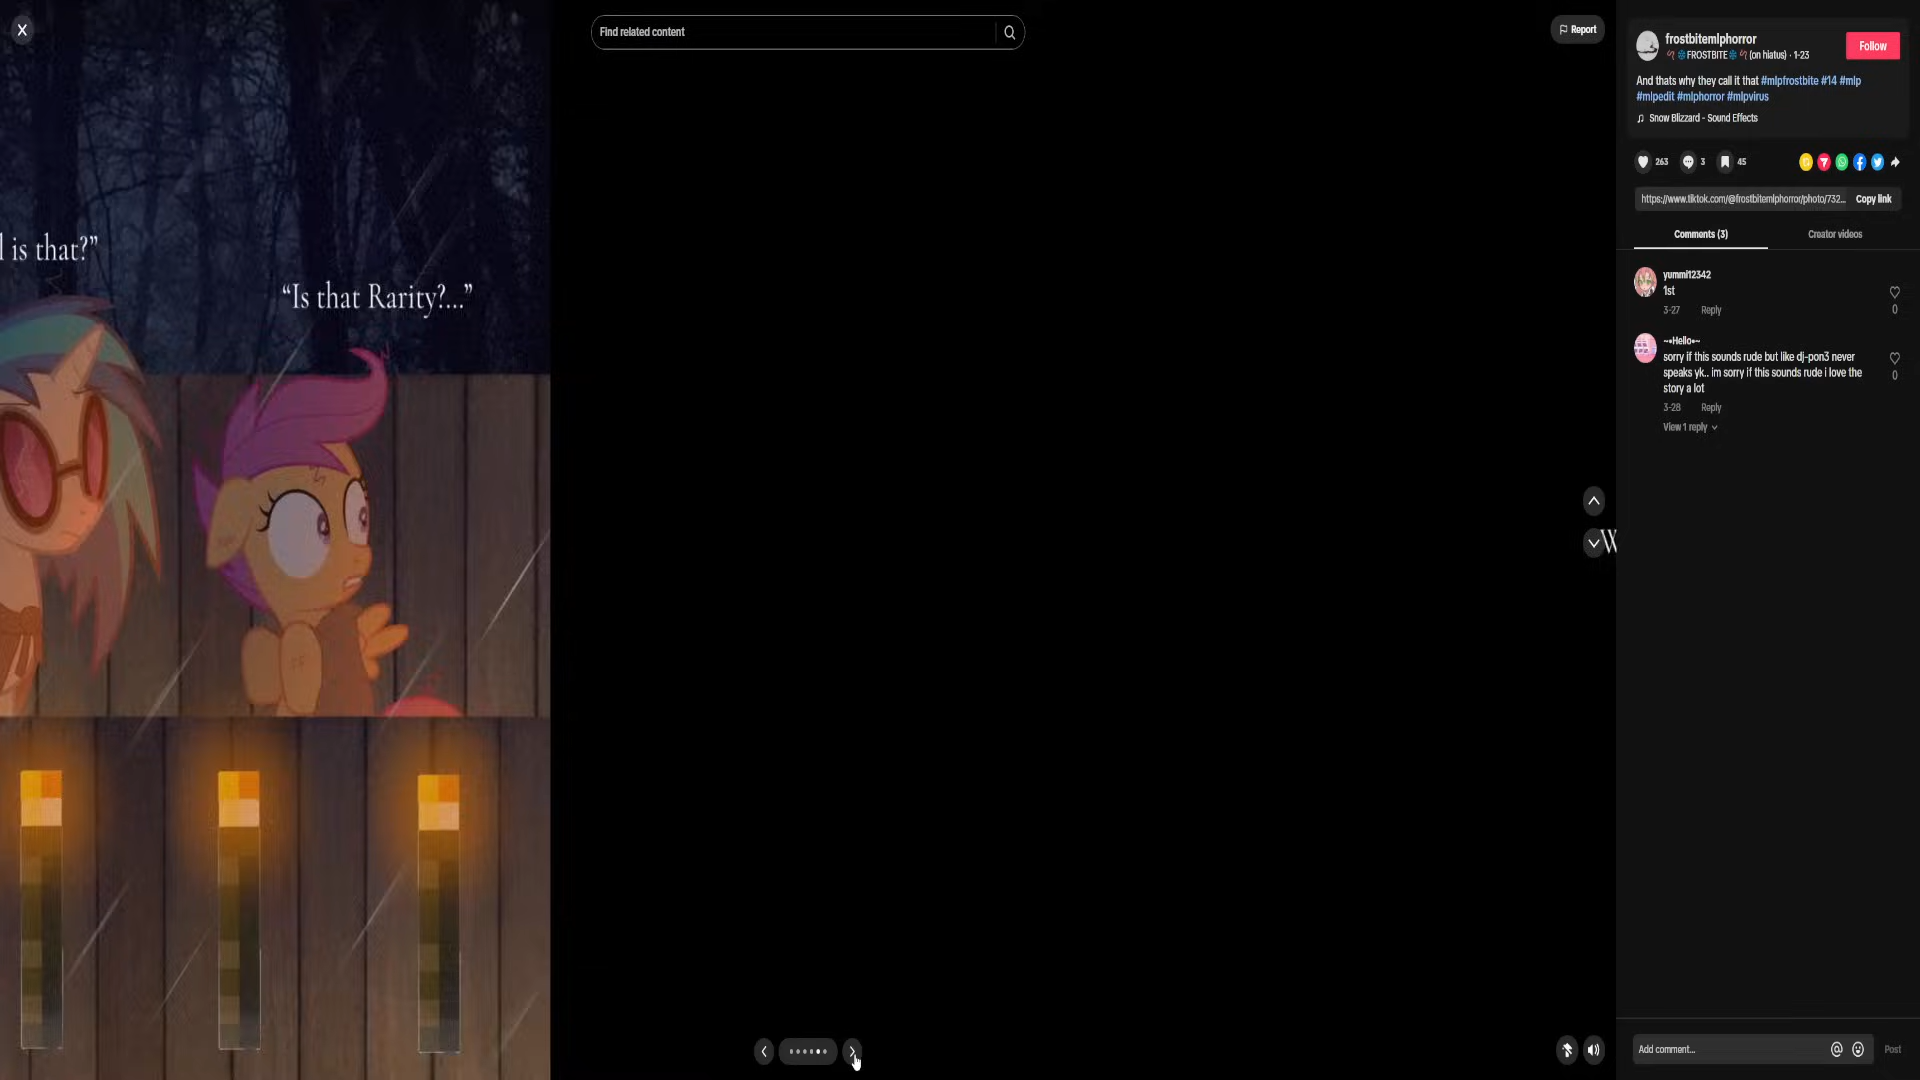 Find related content
Report
l is that?”
“Is that Rarity?...”
W
frostbitemlphorror
FROSTBITE (on hiatus) · 1-23
Follow
And thats why they call it that #mlpfrostbite #14 #mlp
#mlpedit #mlphorror #mlpvirus
Snow Blizzard - Sound Effects
263
3
45
https://www.tiktok.com/@frostbitemlphorror/photo/732...
Copy link
Comments (3)
Creator videos
yummi12342
1st
3-27 Reply
0
~•Hello•~
sorry if this sounds rude but like dj-pon3 never
speaks yk.. im sorry if this sounds rude i love the
story a lot
0
3-28 Reply
View 1 reply
Add comment...
Post